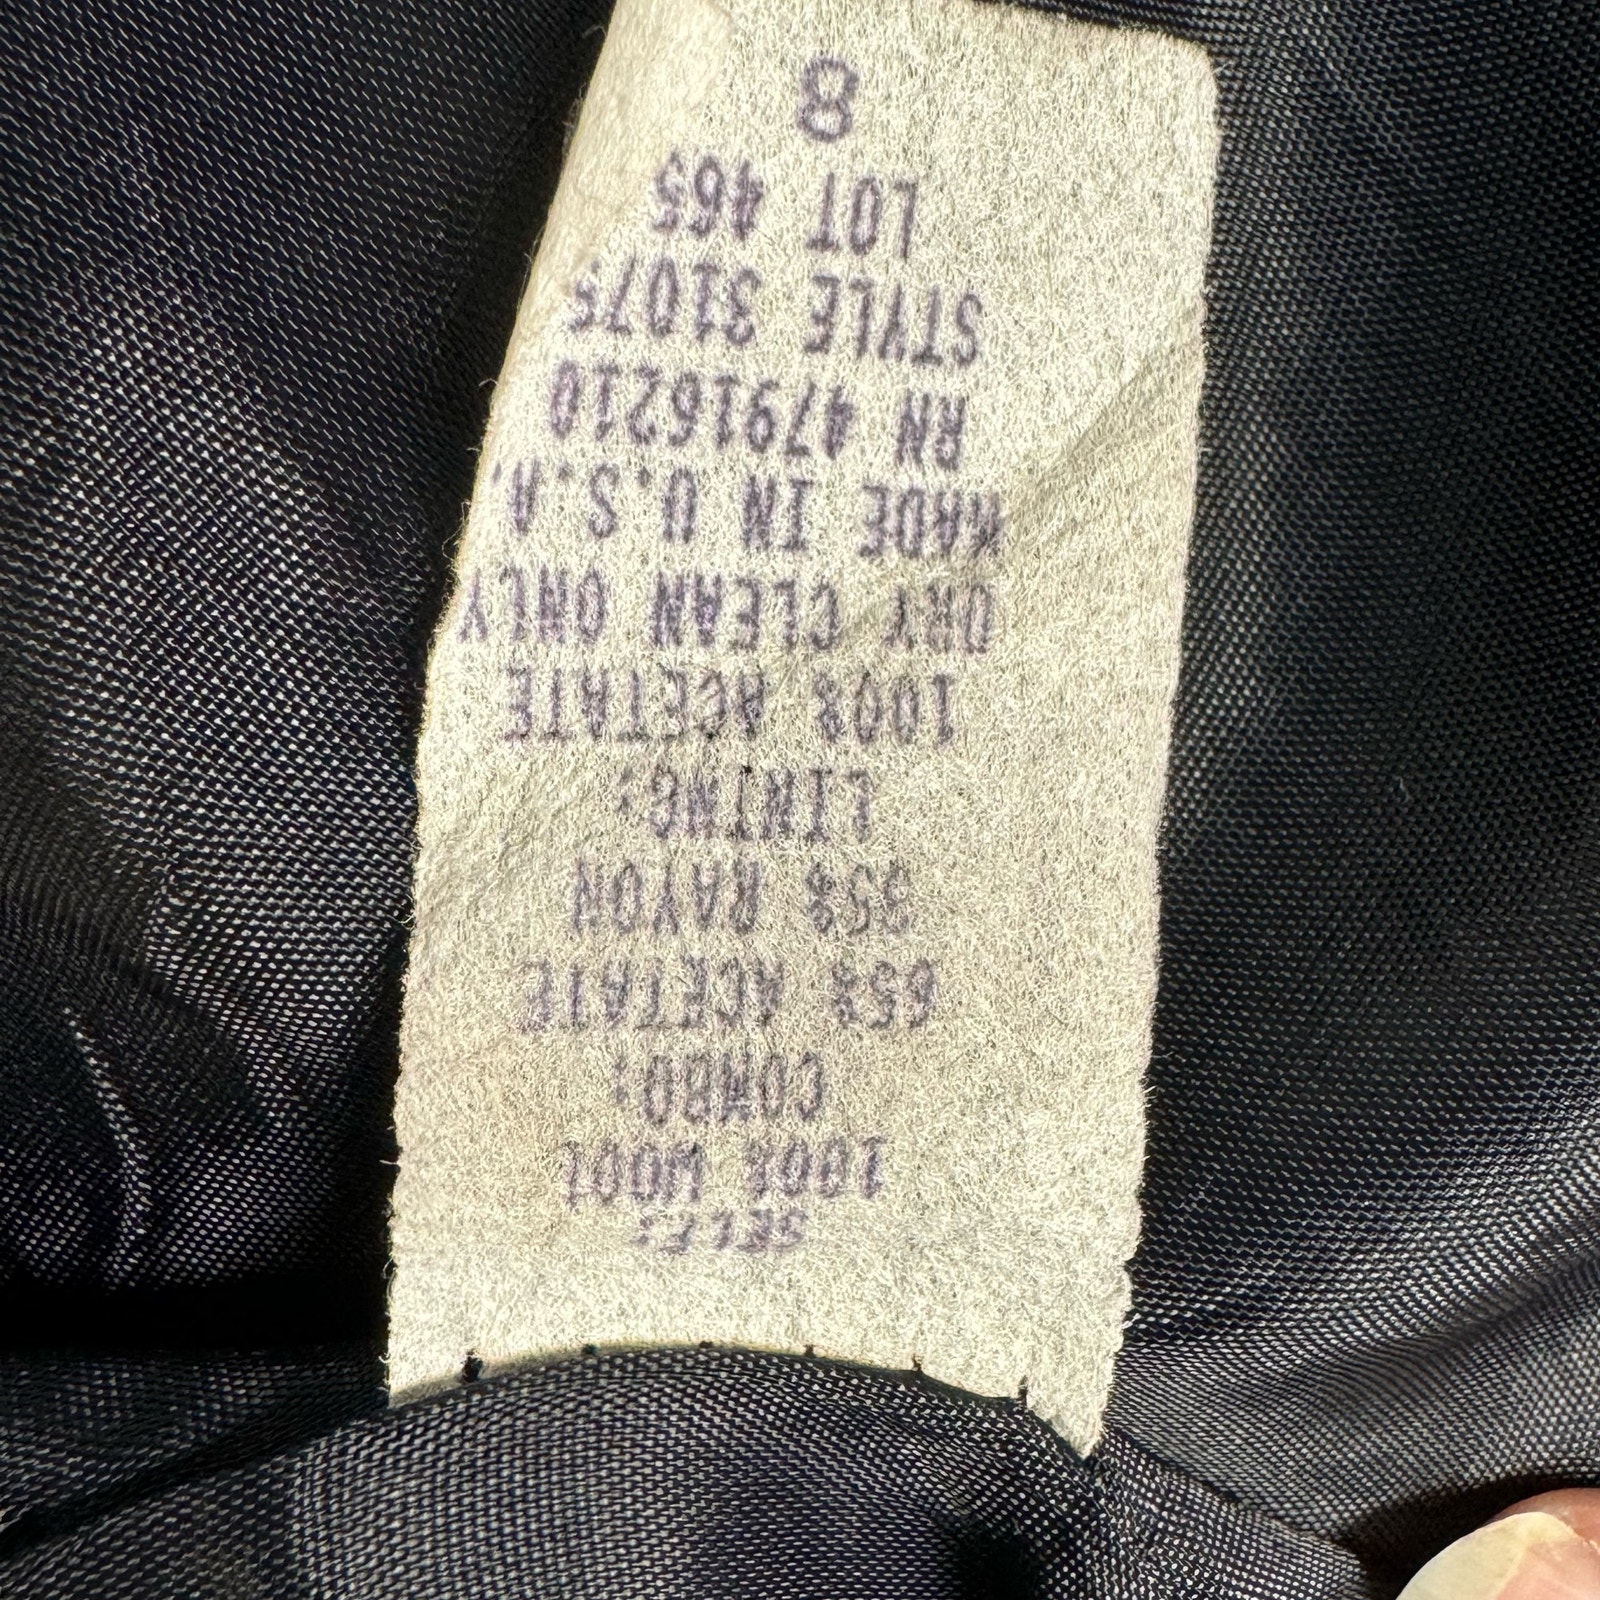 SELF:
100% WOOL
COMBO:
65% ACETATE
35% RAYON
LINING:
100% ACETATE
DRY CLEAN ONLY
MADE IN U.S.A.
RN 47916210
STYLE 31075
LOT 465
8